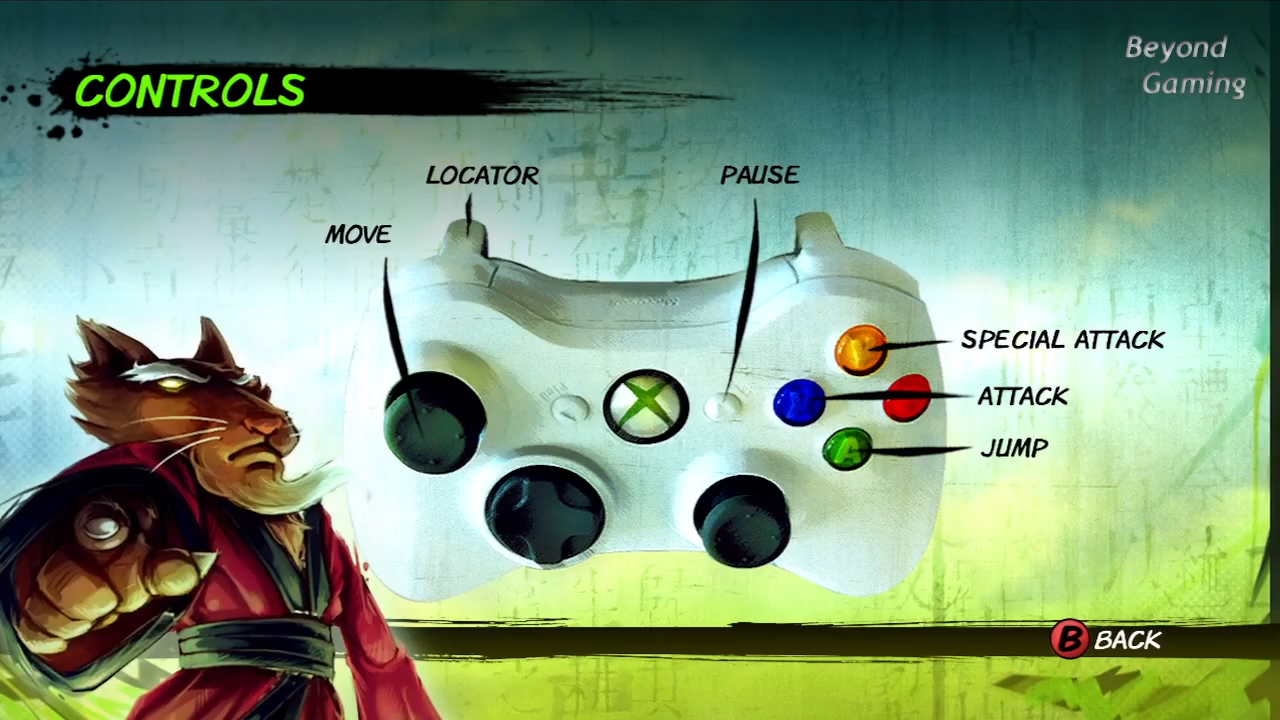 Beyond
Gaming
CONTROLS
LOCATOR
PAUSE
MOVE
SPECIAL ATTACK
ATTACK
JUMP
Y
X
A
B BACK